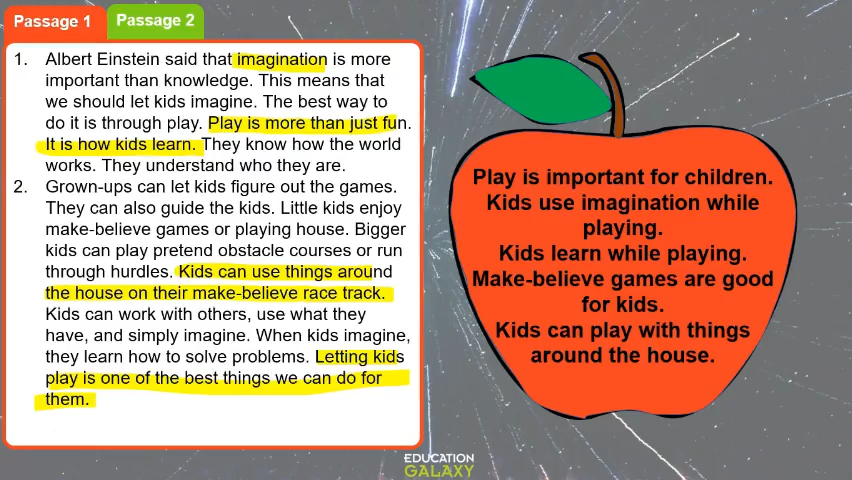 Passage 1
Passage 2
1. Albert Einstein said that imagination is more
important than knowledge. This means that
we should let kids imagine. The best way to
do it is through play. Play is more than just fun.
It is how kids learn. They know how the world
works. They understand who they are.
2. Grown-ups can let kids figure out the games.
They can also guide the kids. Little kids enjoy
make-believe games or playing house. Bigger
kids can play pretend obstacle courses or run
through hurdles. Kids can use things around
the house on their make-believe race track.
Kids can work with others, use what they
have, and simply imagine. When kids imagine,
they learn how to solve problems. Letting kids
play is one of the best things we can do for
them.
Play is important for children.
Kids use imagination while
playing.
Kids learn while playing.
Make-believe games are good
for kids.
Kids can play with things
around the house.
EDUCATION
GALAXY